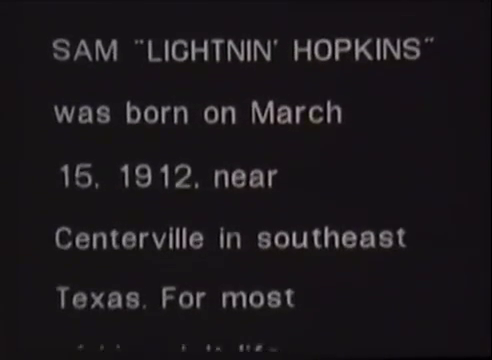 SAM "LIGHTNIN' HOPKINS"
was born on March
15, 1912, near
Centerville in southeast
Texas. For most